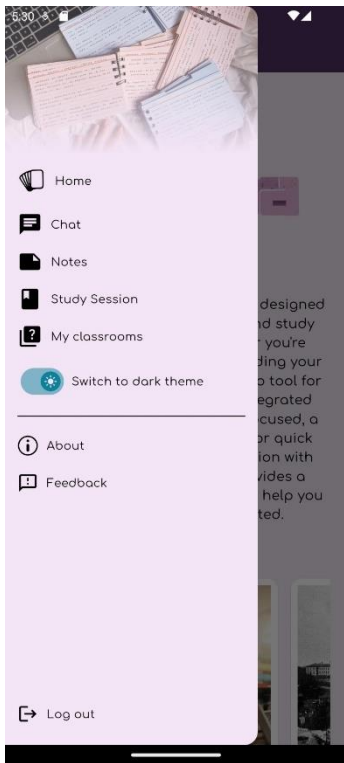 5:30
Home
Chat
Notes
Study Session
My classrooms
Switch to dark theme
About
Feedback
Log out
designed
nd study
you're
ding your
tool for
egrated
cused, a
or quick
ion with
vides a
help you
ted.